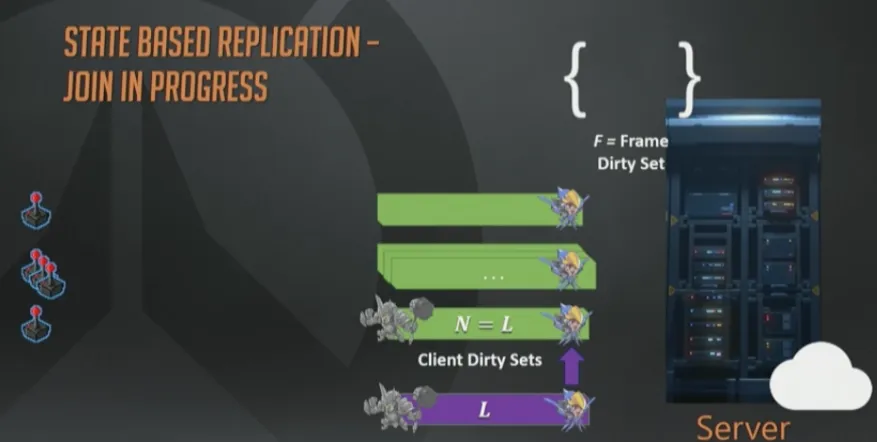 STATE BASED REPLICATION –
JOIN IN PROGRESS
{ }
F = Frame
Dirty Set
...
N = L
Client Dirty Sets
L
Server